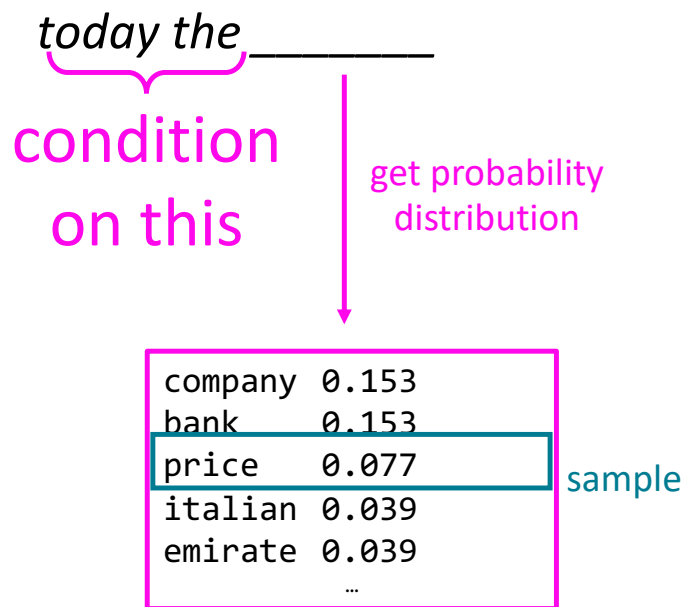 today the _______
condition
on this
get probability
distribution
company 0.153
bank 0.153
price 0.077
italian 0.039
emirate 0.039
…
sample